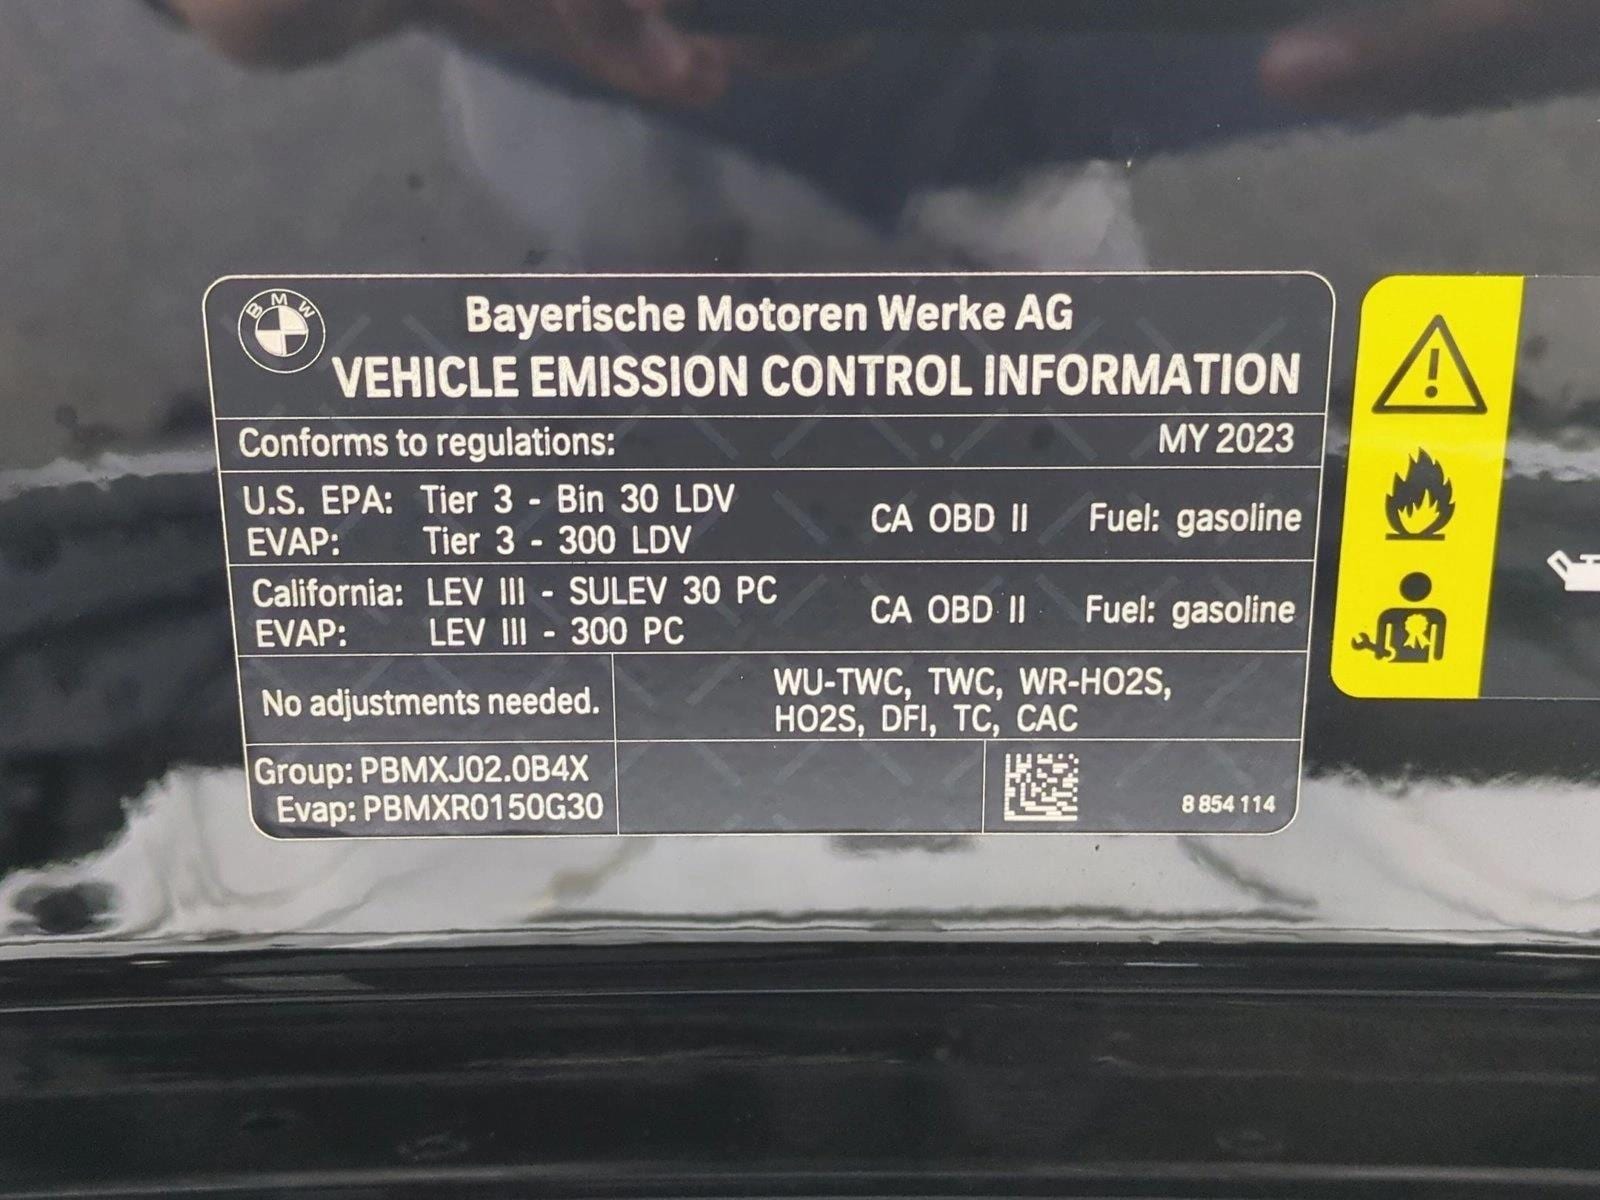 BMW
Bayerische Motoren Werke AG
VEHICLE EMISSION CONTROL INFORMATION
Conforms to regulations: MY 2023
U.S. EPA: Tier 3 - Bin 30 LDV
EVAP: Tier 3 - 300 LDV
CA OBD II Fuel: gasoline
California: LEV III - SULEV 30 PC
EVAP: LEV III - 300 PC
CA OBD II Fuel: gasoline
No adjustments needed.
WU-TWC, TWC, WR-HO2S,
HO2S, DFI, TC, CAC
Group: PBMXJ02.0B4X
Evap: PBMXR0150G30
8 854 114